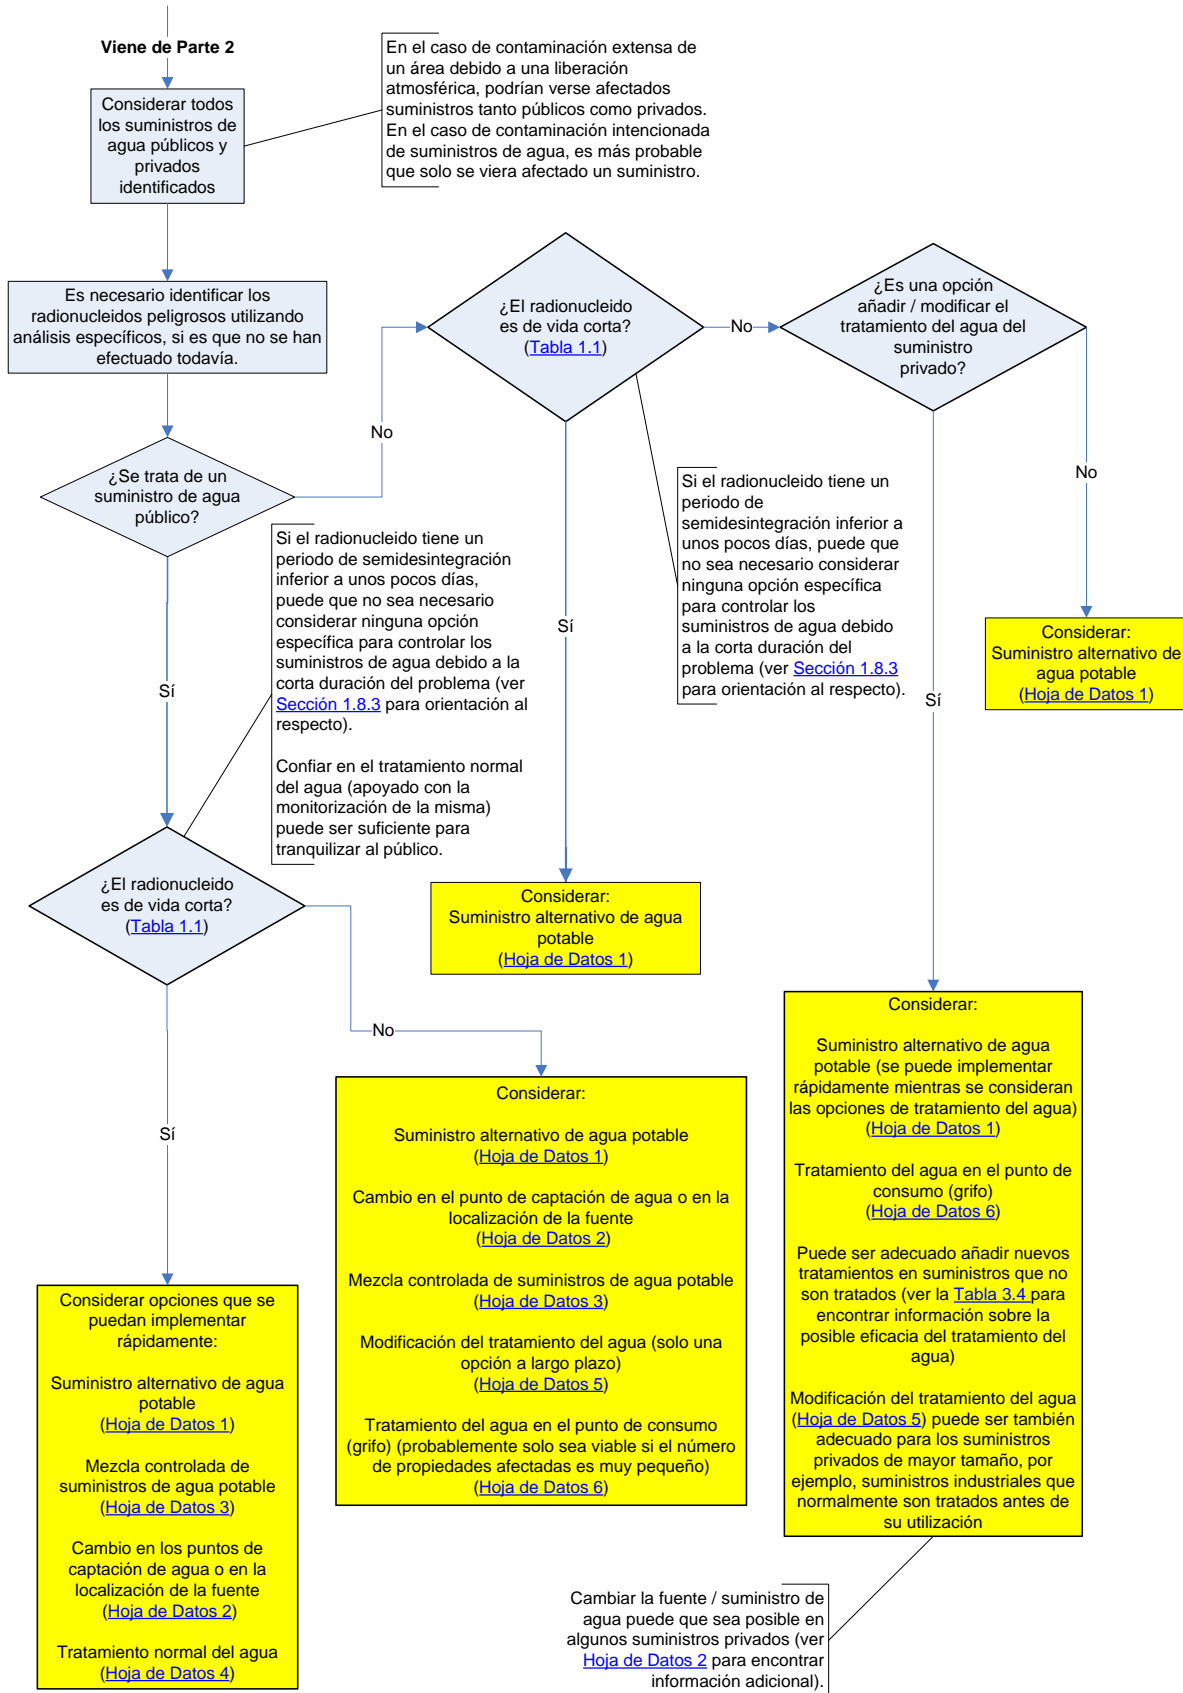 Viene de Parte 2
Considerar todos
los suministros de
agua públicos y
privados
identificados
En el caso de contaminación extensa de
un área debido a una liberación
atmosférica, podrían verse afectados
suministros tanto públicos como privados.
En el caso de contaminación intencionada
de suministros de agua, es más probable
que solo se viera afectado un suministro.
Es necesario identificar los
radionucleidos peligrosos utilizando
análisis específicos, si es que no se han
efectuado todavía.
¿El radionucleido
es de vida corta?
(Tabla 1.1)
No
¿Es una opción
añadir / modificar el
tratamiento del agua del
suministro
privado?
No
¿Se trata de un
suministro de agua
público?
No
Sí
Si el radionucleido tiene un
periodo de semidesintegración
inferior a unos pocos días,
puede que no sea necesario
considerar ninguna opción
específica para controlar los
suministros de agua debido a la
corta duración del problema (ver
Sección 1.8.3 para orientación al
respecto).
Confiar en el tratamiento normal
del agua (apoyado con la
monitorización de la misma)
puede ser suficiente para
tranquilizar al público.
Sí
Si el radionucleido tiene un
periodo de
semidesintegración inferior a
unos pocos días, puede que
no sea necesario considerar
ninguna opción específica
para controlar los
suministros de agua debido
a la corta duración del
problema (ver Sección 1.8.3
para orientación al respecto).
Sí
Considerar:
Suministro alternativo de
agua potable
(Hoja de Datos 1)
¿El radionucleido
es de vida corta?
(Tabla 1.1)
Considerar:
Suministro alternativo de agua
potable
(Hoja de Datos 1)
No
Sí
Considerar opciones que se
puedan implementar
rápidamente:
Suministro alternativo de agua
potable
(Hoja de Datos 1)
Mezcla controlada de
suministros de agua potable
(Hoja de Datos 3)
Cambio en los puntos de
captación de agua o en la
localización de la fuente
(Hoja de Datos 2)
Tratamiento normal del agua
(Hoja de Datos 4)
Considerar:
Suministro alternativo de agua potable
(Hoja de Datos 1)
Cambio en el punto de captación de agua o en la
localización de la fuente
(Hoja de Datos 2)
Mezcla controlada de suministros de agua potable
(Hoja de Datos 3)
Modificación del tratamiento del agua (solo una
opción a largo plazo)
(Hoja de Datos 5)
Tratamiento del agua en el punto de consumo
(grifo) (probablemente solo sea viable si el número
de propiedades afectadas es muy pequeño)
(Hoja de Datos 6)
Considerar:
Suministro alternativo de agua
potable (se puede implementar
rápidamente mientras se consideran
las opciones de tratamiento del agua)
(Hoja de Datos 1)
Tratamiento del agua en el punto de
consumo (grifo)
(Hoja de Datos 6)
Puede ser adecuado añadir nuevos
tratamientos en suministros que no
son tratados (ver la Tabla 3.4 para
encontrar información sobre la
posible eficacia del tratamiento del
agua)
Modificación del tratamiento del agua
(Hoja de Datos 5) puede ser también
adecuado para los suministros
privados de mayor tamaño, por
ejemplo, suministros industriales que
normalmente son tratados antes de
su utilización
Cambiar la fuente / suministro de
agua puede que sea posible en
algunos suministros privados (ver
Hoja de Datos 2 para encontrar
información adicional).